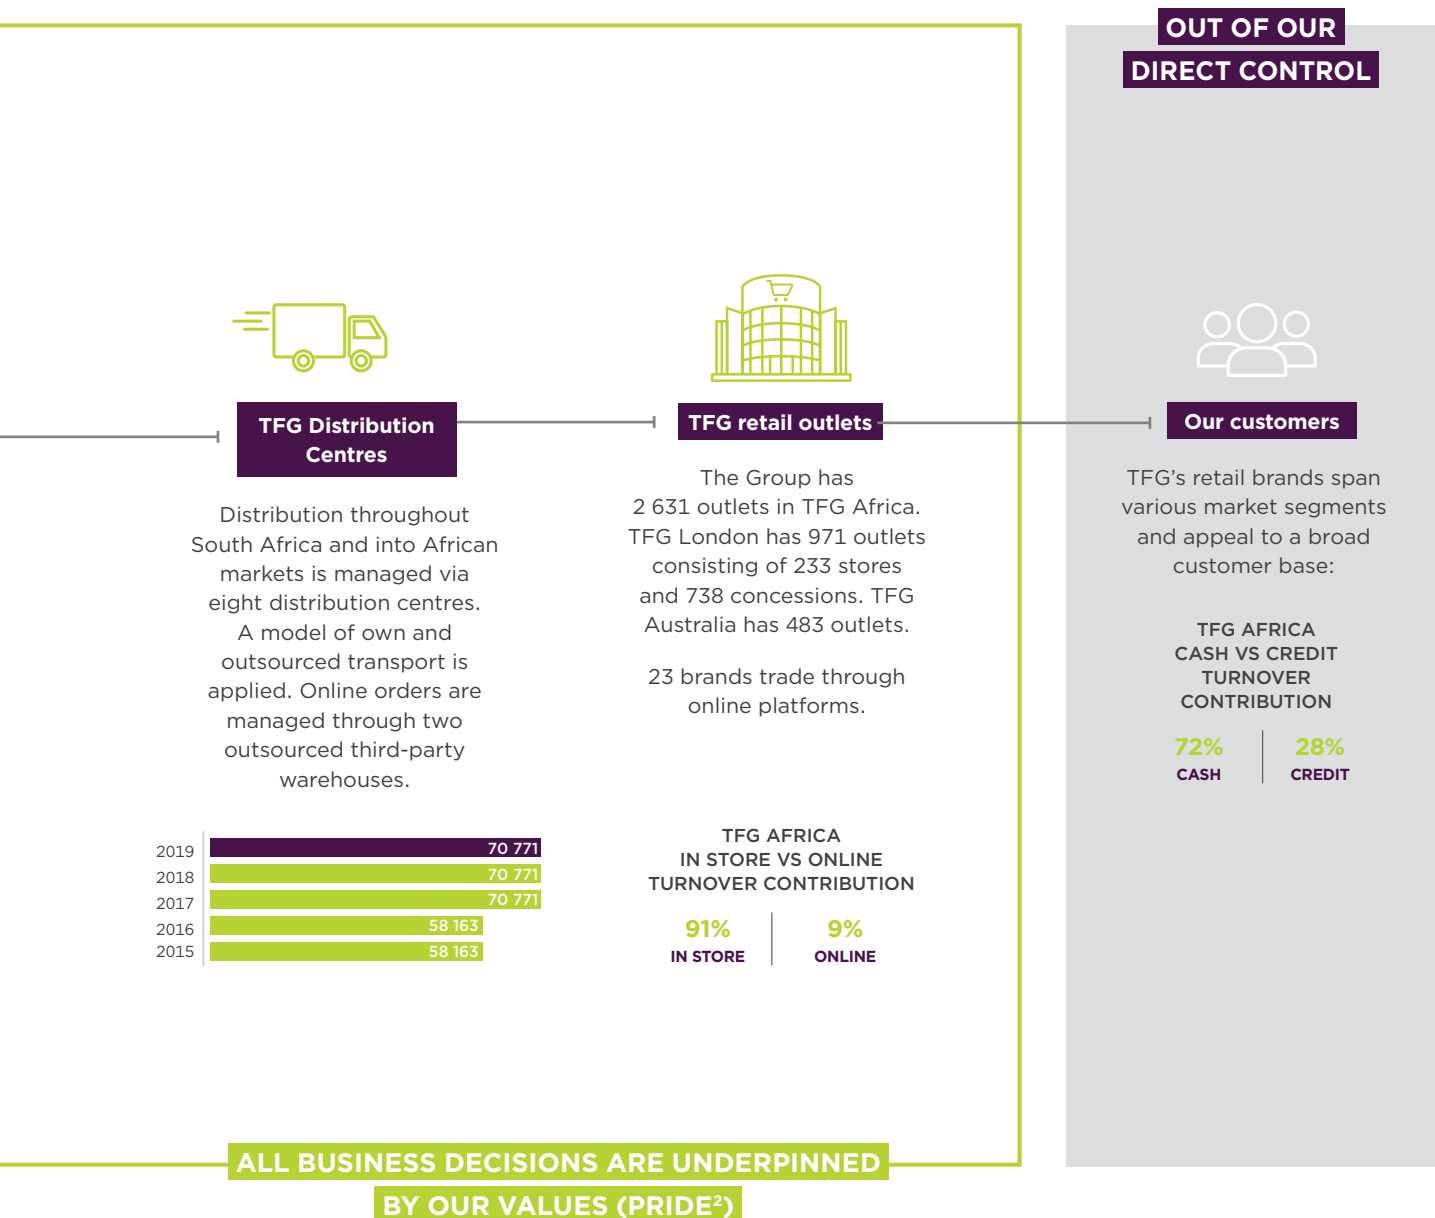 OUT OF OUR
DIRECT CONTROL
TFG Distribution
Centres
Distribution throughout
South Africa and into African
markets is managed via
eight distribution centres.
A model of own and
outsourced transport is
applied. Online orders are
managed through two
outsourced third-party
warehouses.
2019 70 771
2018 70 771
2017 70 771
2016 58 163
2015 58 163
TFG retail outlets
The Group has
2 631 outlets in TFG Africa.
TFG London has 971 outlets
consisting of 233 stores
and 738 concessions. TFG
Australia has 483 outlets.
23 brands trade through
online platforms.
TFG AFRICA
IN STORE VS ONLINE
TURNOVER CONTRIBUTION
91% 9%
IN STORE ONLINE
Our customers
TFG’s retail brands span
various market segments
and appeal to a broad
customer base:
TFG AFRICA
CASH VS CREDIT
TURNOVER
CONTRIBUTION
72% 28%
CASH CREDIT
ALL BUSINESS DECISIONS ARE UNDERPINNED
BY OUR VALUES (PRIDE²)